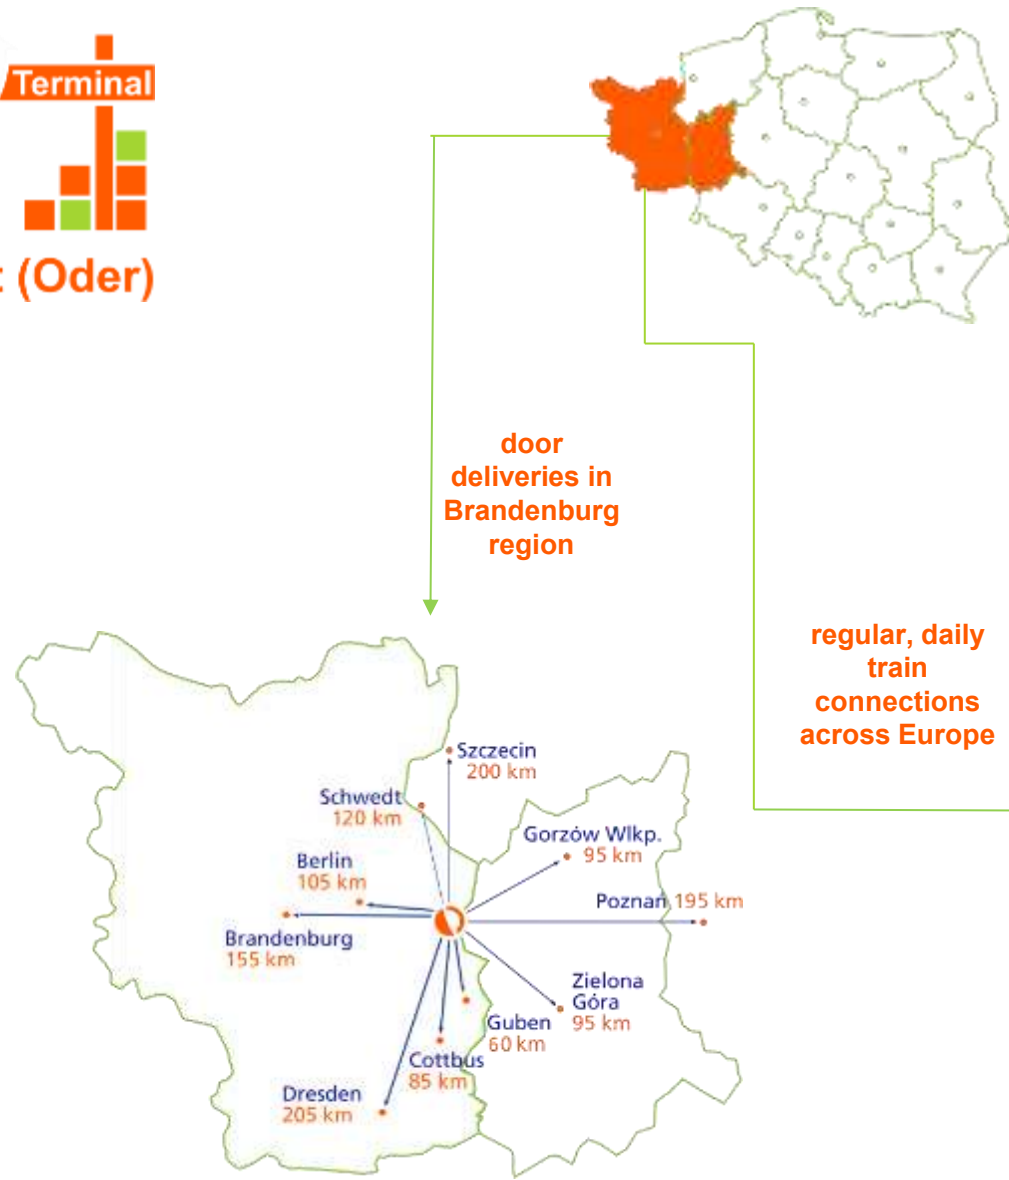 Terminal
(Oder)
door
deliveries in
Brandenburg
region
regular, daily
train
connections
across Europe
Szczecin
200 km
Schwedt
120 km
Gorzów Wlkp.
95 km
Berlin
105 km
Poznań 195 km
Brandenburg
155 km
Zielona
Góra
95 km
Guben
60 km
Cottbus
85 km
Dresden
205 km